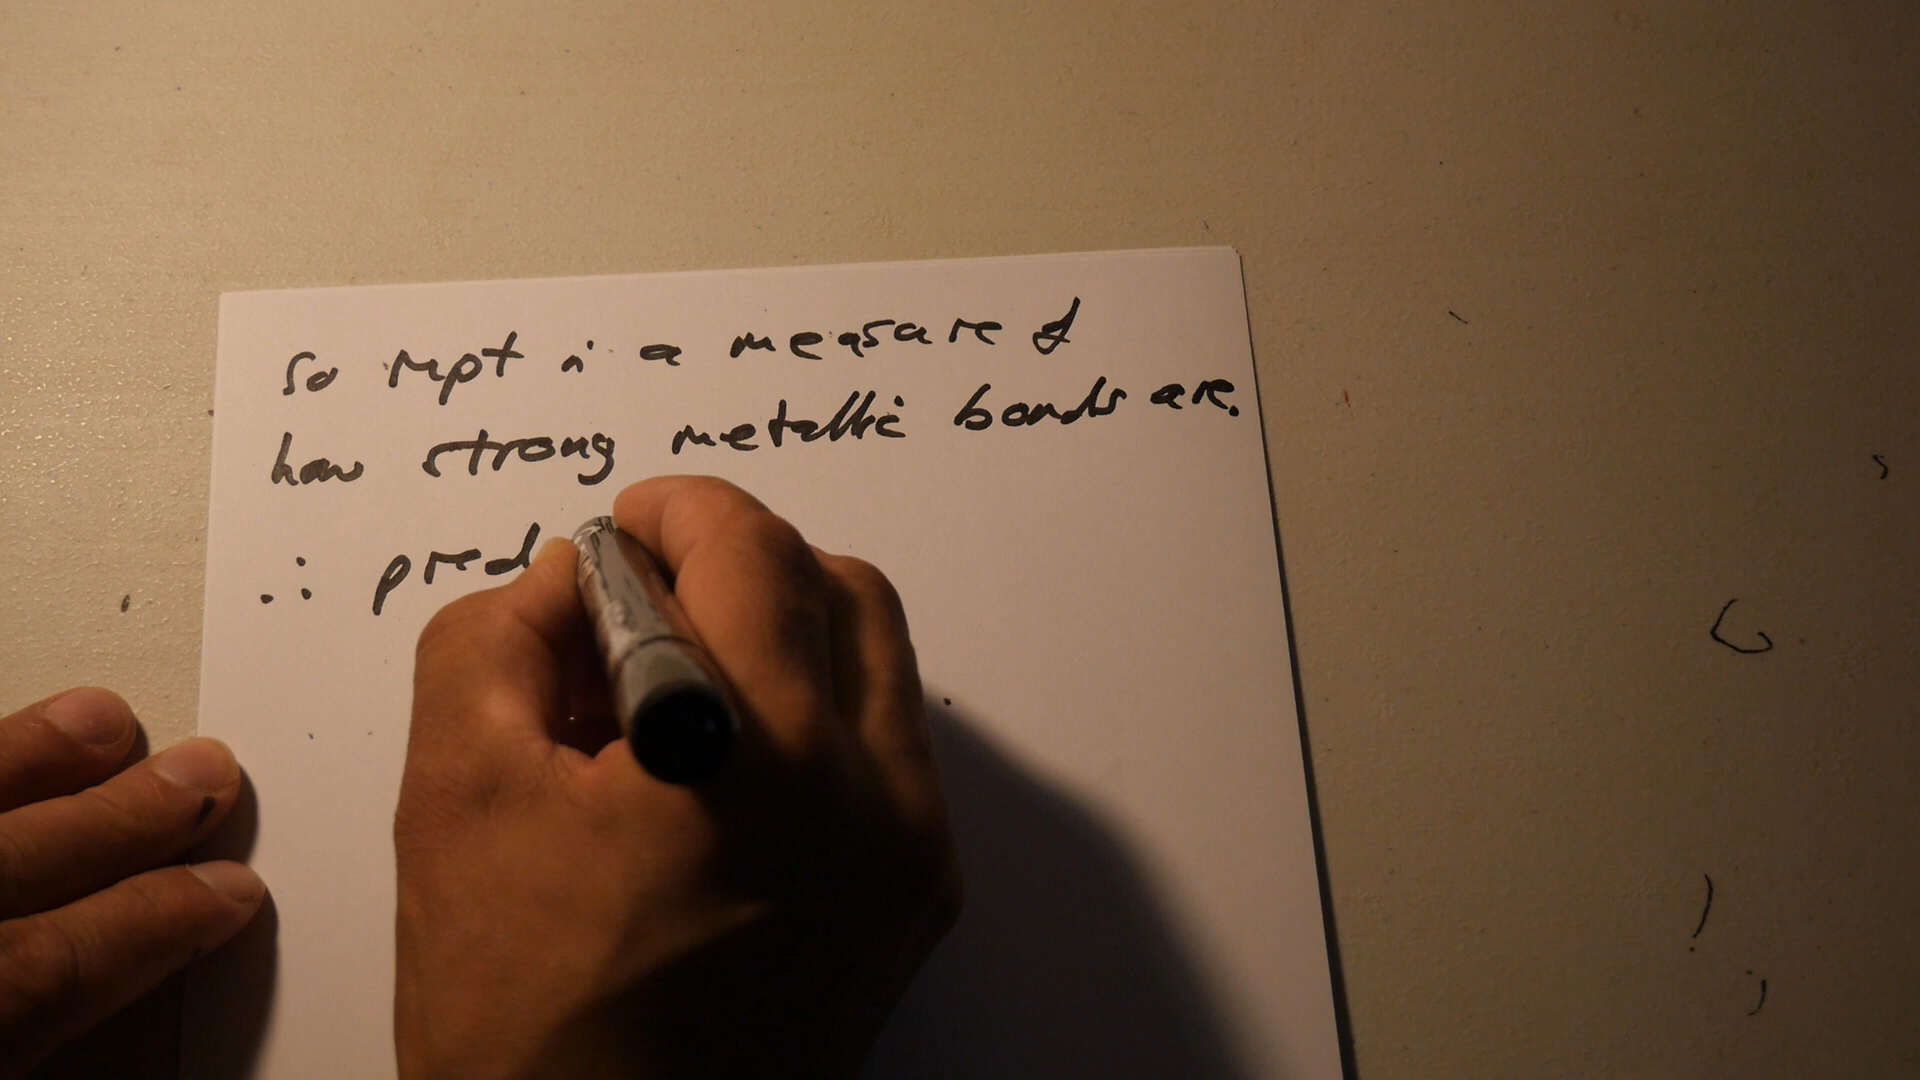 So mpt is a measure of
how strong metallic bonds are.
∴ pred